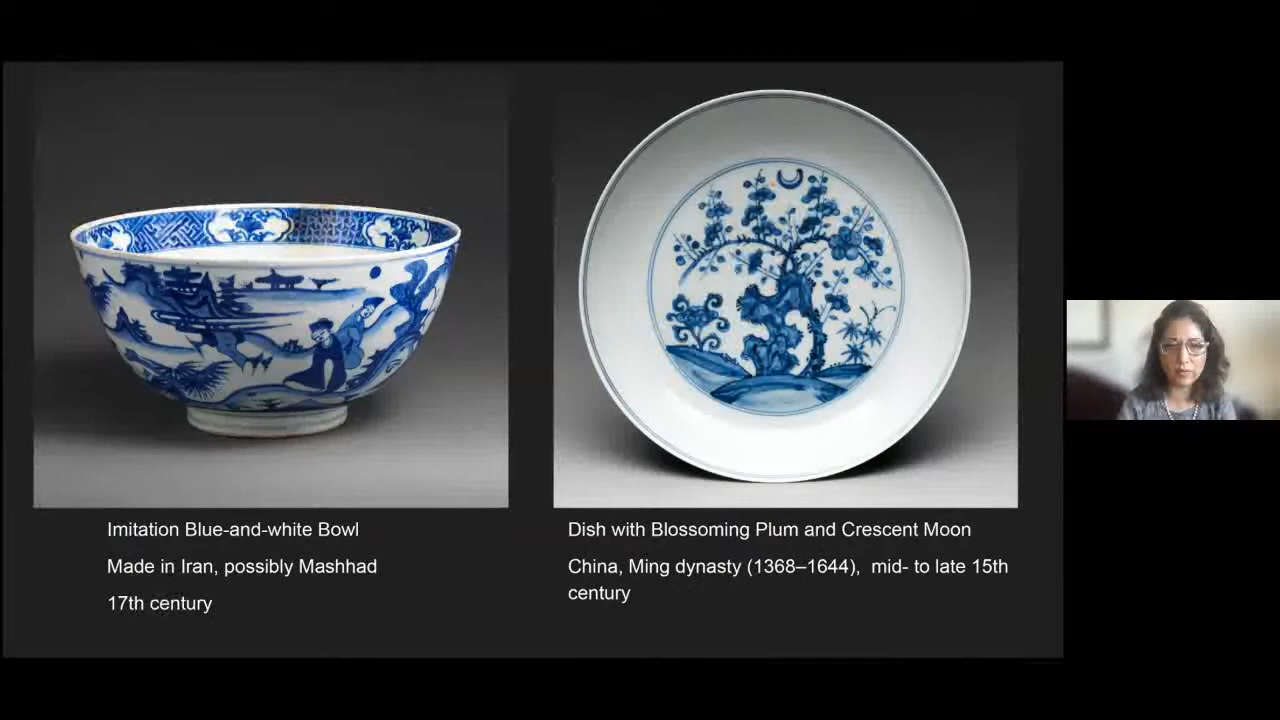 Imitation Blue-and-white Bowl
Made in Iran, possibly Mashhad
17th century
Dish with Blossoming Plum and Crescent Moon
China, Ming dynasty (1368–1644),  mid- to late 15th
century